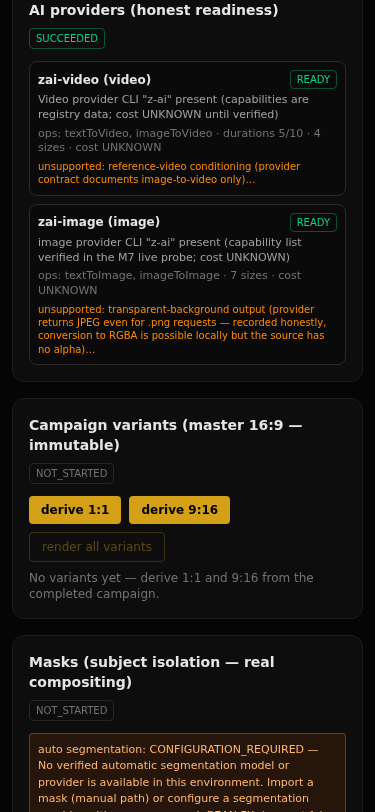 AI providers (honest readiness)
SUCCEEDED
zai-video (video)
READY
Video provider CLI "z-ai" present (capabilities are
registry data; cost UNKNOWN until verified)
ops: textToVideo, imageToVideo · durations 5/10 · 4
sizes · cost UNKNOWN
unsupported: reference-video conditioning (provider
contract documents image-to-video only)…
zai-image (image)
READY
image provider CLI "z-ai" present (capability list
verified in the M7 live probe; cost UNKNOWN)
ops: textToImage, imageToImage · 7 sizes · cost
UNKNOWN
unsupported: transparent-background output (provider
returns JPEG even for .png requests — recorded honestly,
conversion to RGBA is possible locally but the source has
no alpha)…
Campaign variants (master 16:9 —
immutable)
NOT_STARTED
derive 1:1
derive 9:16
render all variants
No variants yet — derive 1:1 and 9:16 from the
completed campaign.
Masks (subject isolation — real
compositing)
NOT_STARTED
auto segmentation: CONFIGURATION_REQUIRED —
No verified automatic segmentation model or
provider is available in this environment. Import a
mask (manual path) or configure a segmentation